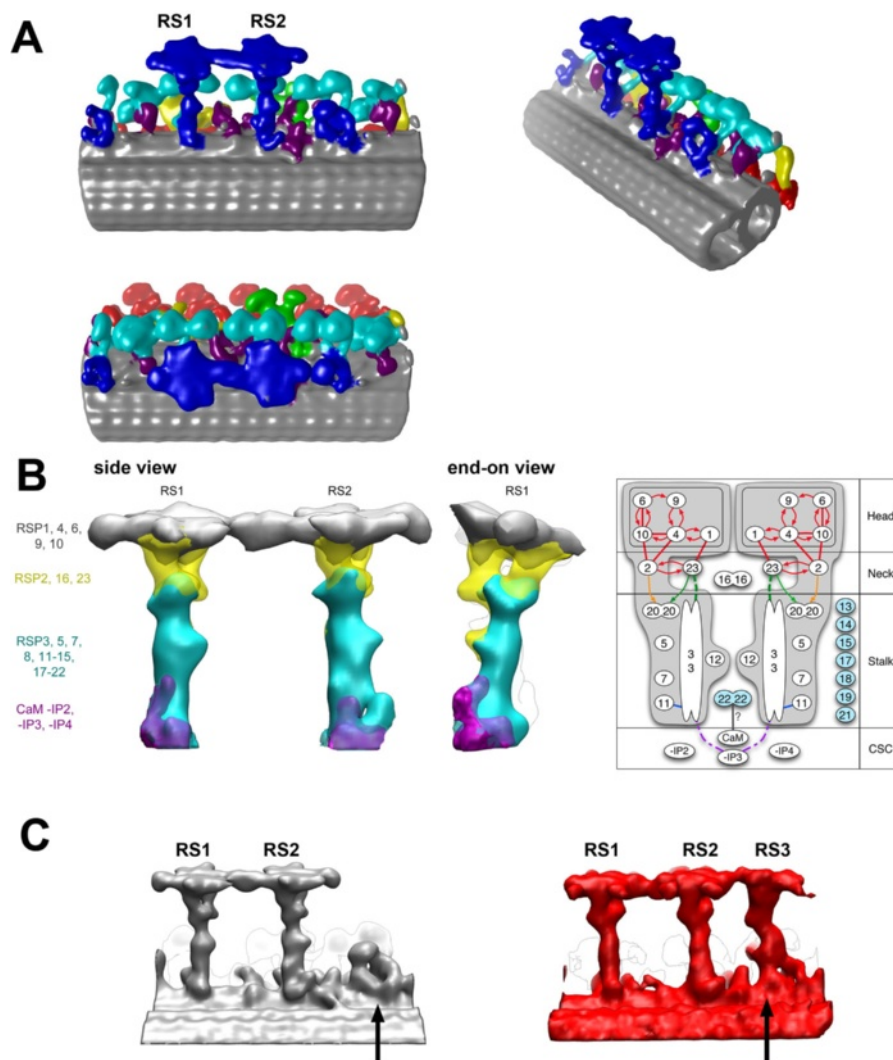 A
RS1 RS2
B
side view end-on view
RS1 RS2 RS1
RSP1, 4, 6,
9, 10
RSP2, 16, 23
RSP3, 5, 7,
8, 11-15,
17-22
CaM -IP2,
-IP3, -IP4
6 9 9 6 Head
10 4 1 1 4 10
2 23 23 2 Neck
16 16
20 20 20 20 13
14
5 3 5 15
3 Stalk
12 12 17
7 3 7 18
3
11 22 22 11 19
? 21
CaM
-IP2 -IP3 -IP4 CSC
C
RS1 RS2 RS1 RS2 RS3